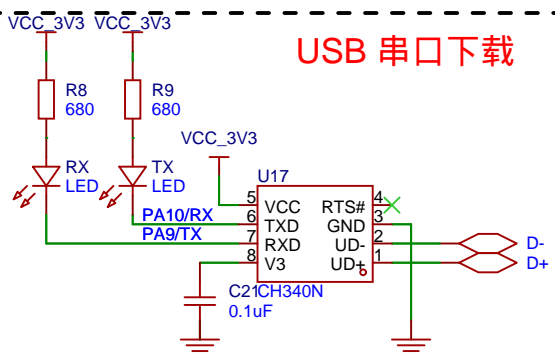 VCC_3V3
VCC_3V3
USB 串口下载
R8
680
R9
680
VCC_3V3
RX
LED
TX
LED
U17
PA10/RX
PA9/TX
5
VCC
6
TXD
7
RXD
8
V3
RTS#
4
GND
3
UD-
2
UD+
1
D-
D+
C21
CH340N
0.1uF